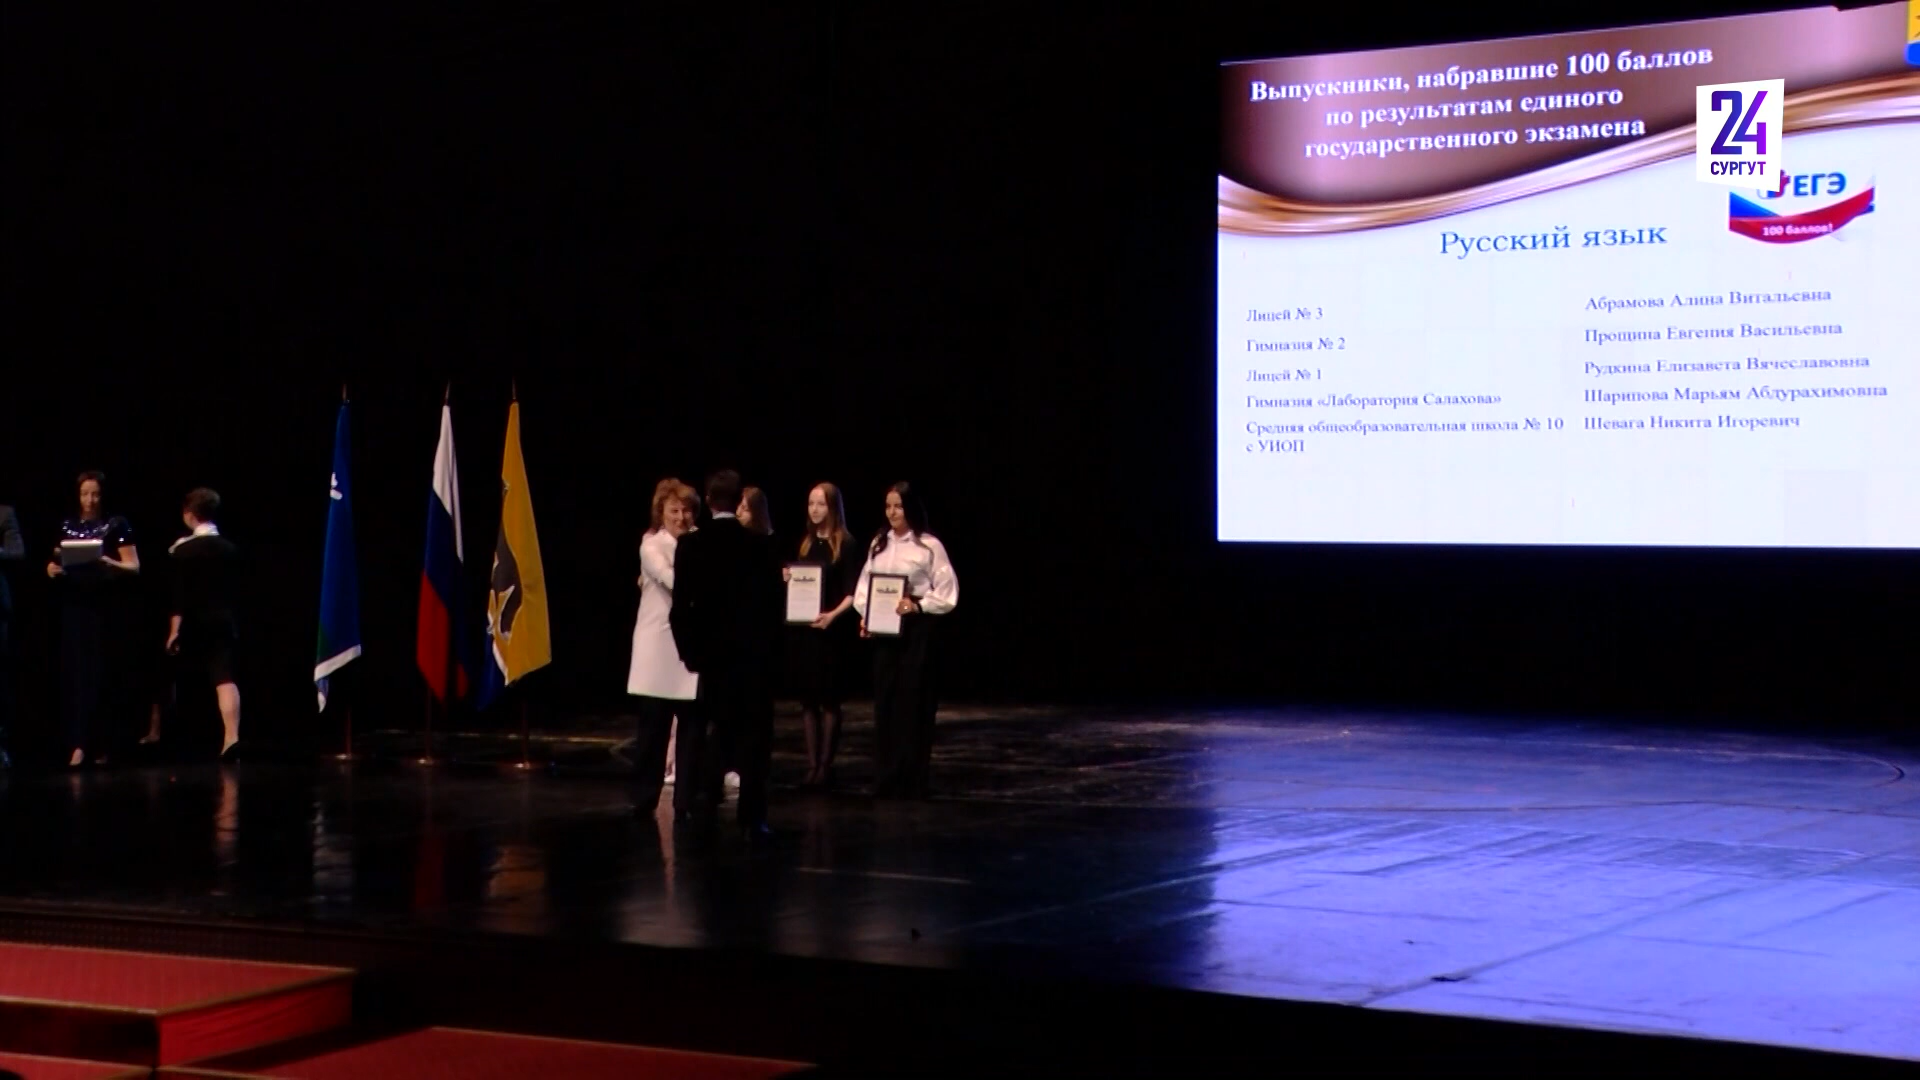 Выпускники, набравшие 100 баллов
по результатам единого
государственного экзамена
24
СУРГУТ
ЕГЭ
100 баллов!
Русский язык
Лицей № 3 Абрамова Алина Витальевна
Гимназия № 2 Прощина Евгения Васильевна
Лицей № 1 Рудкина Елизавета Вячеславовна
Гимназия «Лаборатория Салахова» Шарипова Марьям Абдурахимовна
Средняя общеобразовательная школа № 10 Шевага Никита Игоревич
с УИОП